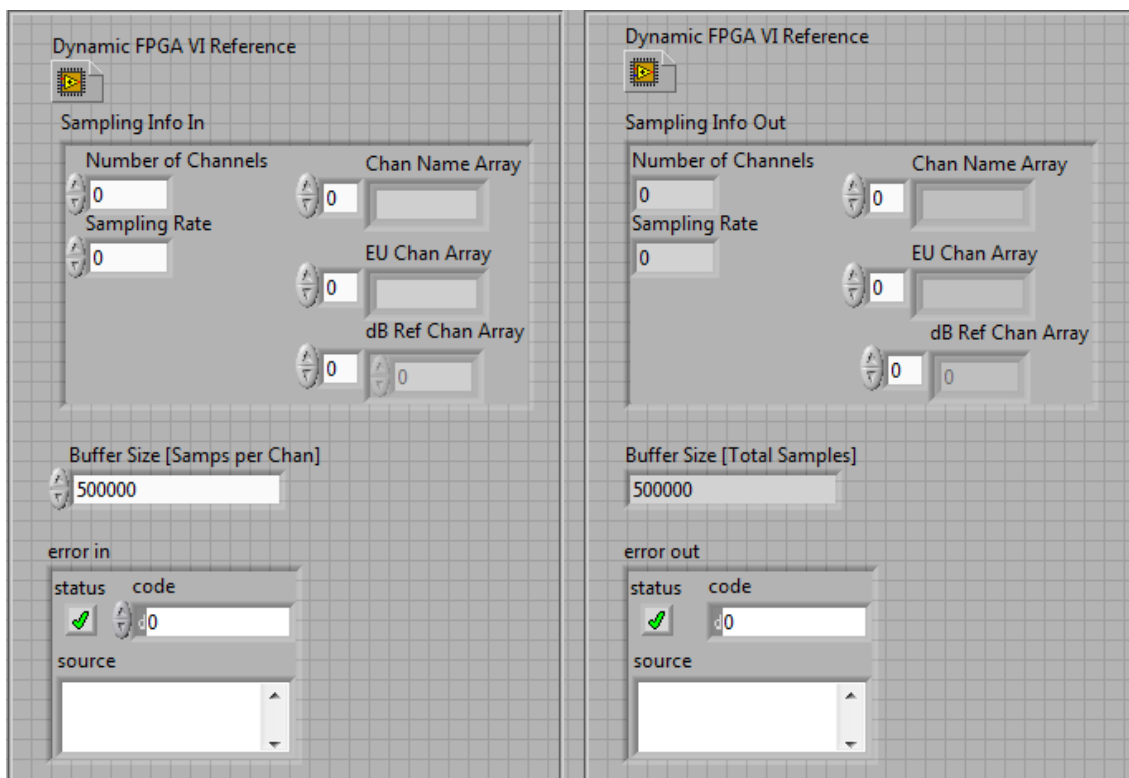 Dynamic FPGA VI Reference
Sampling Info In
Number of Channels
0
Sampling Rate
0
Chan Name Array
0
EU Chan Array
0
dB Ref Chan Array
0
0
Buffer Size [Samps per Chan]
500000
error in
status code
d0
source
Dynamic FPGA VI Reference
Sampling Info Out
Number of Channels
0
Sampling Rate
0
Chan Name Array
0
EU Chan Array
0
dB Ref Chan Array
0
0
Buffer Size [Total Samples]
500000
error out
status code
d0
source